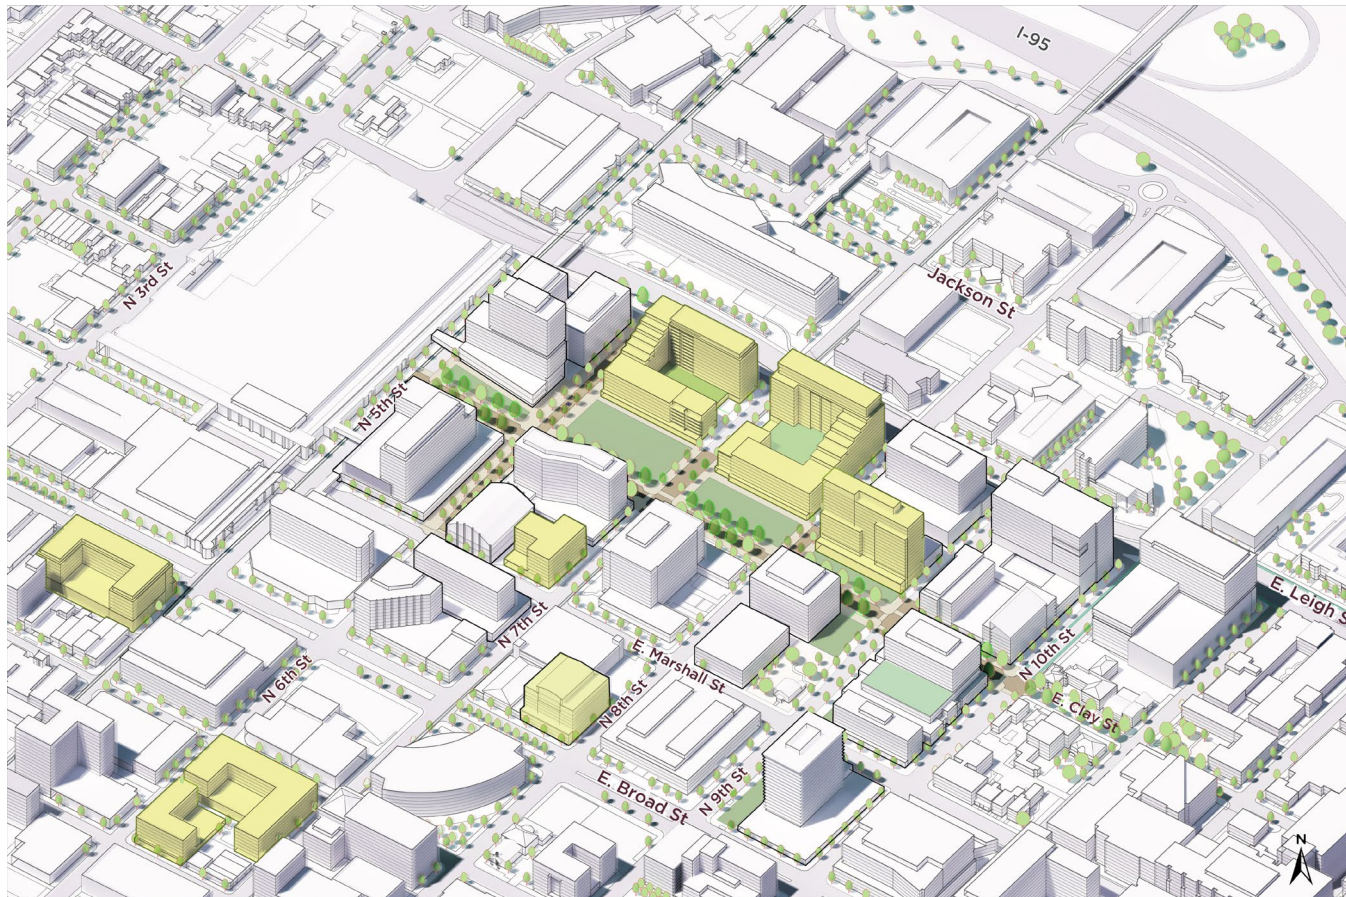 I-95
N 3rd St
Jackson St
N 5th St
E. Leigh S
N 7th St
E. Marshall St
N 10th St
N 6th St
N 8th St
E. Clay St
E. Broad St
N 9th St
N